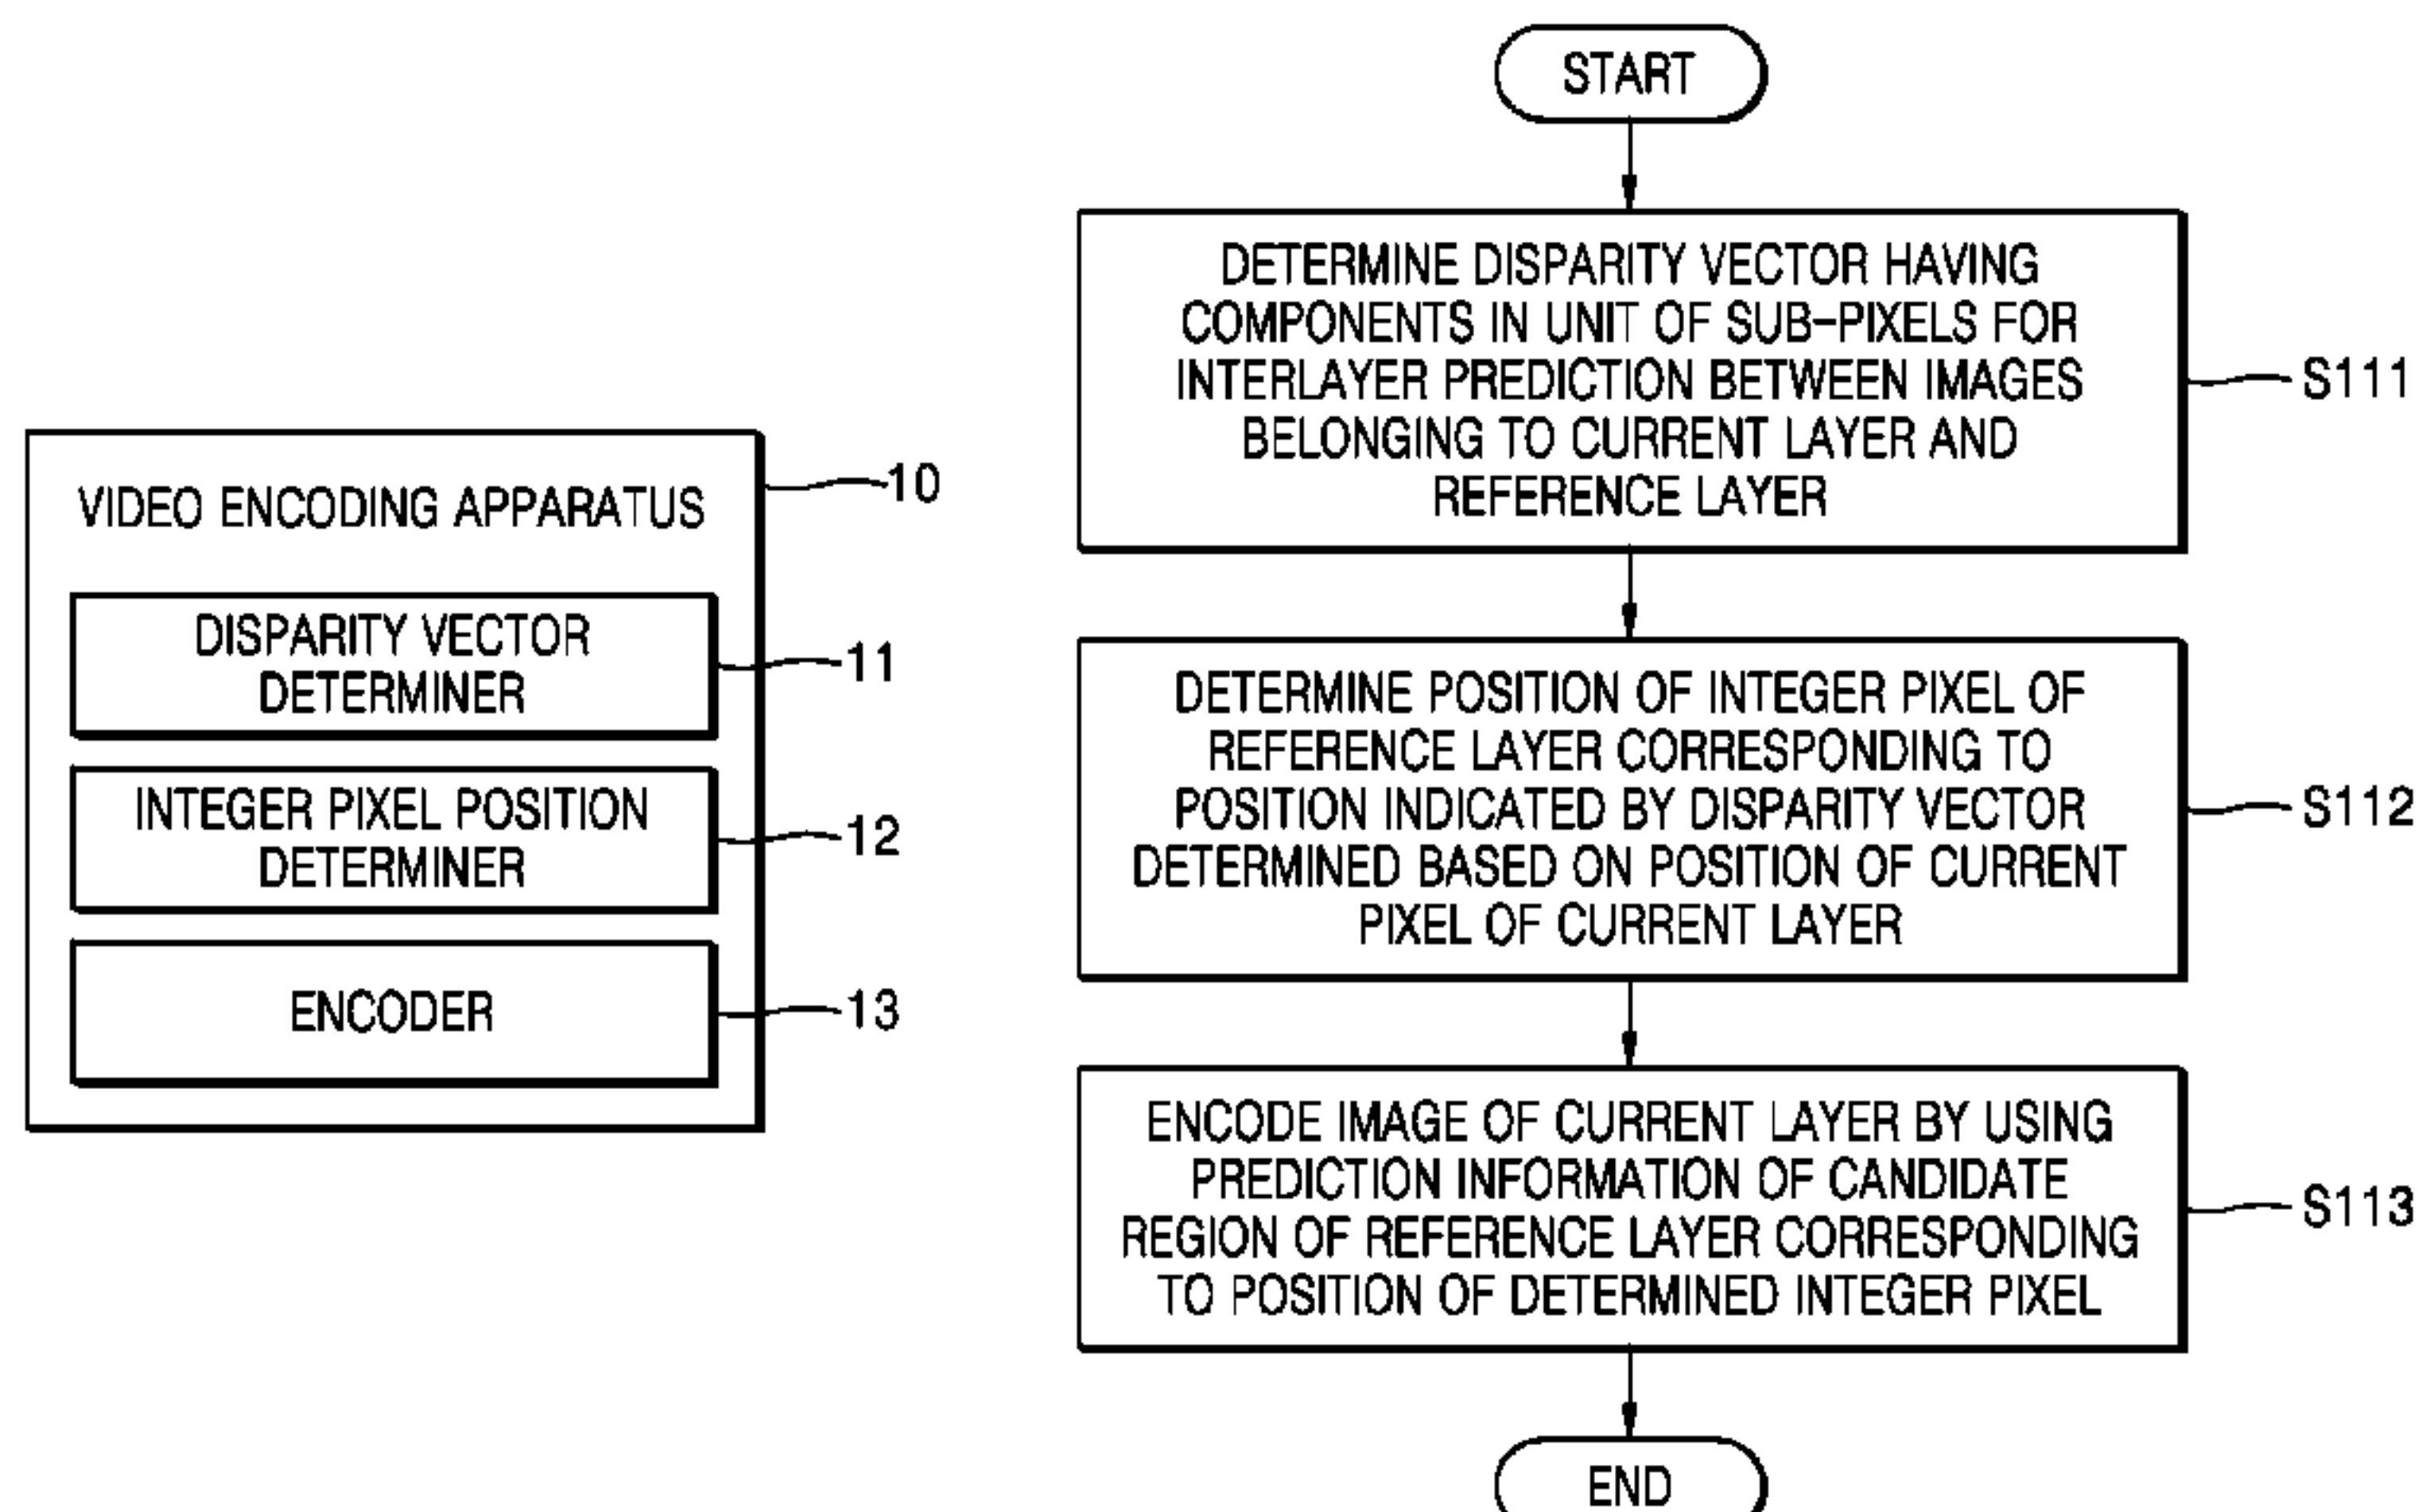 VIDEO ENCODING APPARATUS
10
DISPARITY VECTOR
DETERMINER
11
INTEGER PIXEL POSITION
DETERMINER
12
ENCODER
13
START
DETERMINE DISPARITY VECTOR HAVING
COMPONENTS IN UNIT OF SUB-PIXELS FOR
INTERLAYER PREDICTION BETWEEN IMAGES
BELONGING TO CURRENT LAYER AND
REFERENCE LAYER
S111
DETERMINE POSITION OF INTEGER PIXEL OF
REFERENCE LAYER CORRESPONDING TO
POSITION INDICATED BY DISPARITY VECTOR
DETERMINED BASED ON POSITION OF CURRENT
PIXEL OF CURRENT LAYER
S112
ENCODE IMAGE OF CURRENT LAYER BY USING
PREDICTION INFORMATION OF CANDIDATE
REGION OF REFERENCE LAYER CORRESPONDING
TO POSITION OF DETERMINED INTEGER PIXEL
S113
END